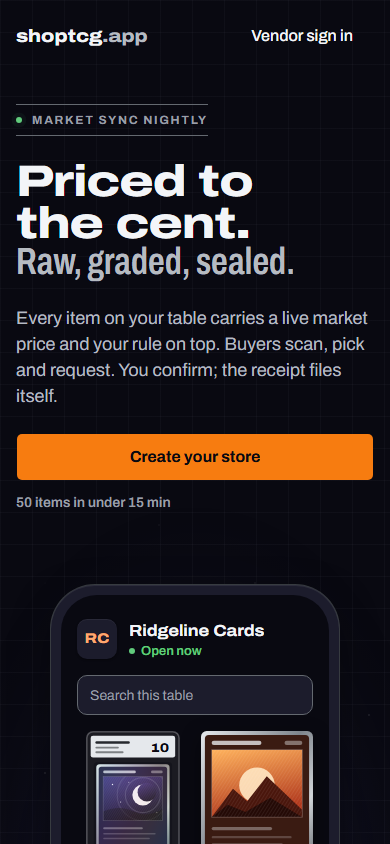 shoptcg.app
Vendor sign in
MARKET SYNC NIGHTLY
Priced to
the cent.
Raw, graded, sealed.
Every item on your table carries a live market
price and your rule on top. Buyers scan, pick
and request. You confirm; the receipt files
itself.
Create your store
50 items in under 15 min
RC
Ridgeline Cards
Open now
Search this table
10